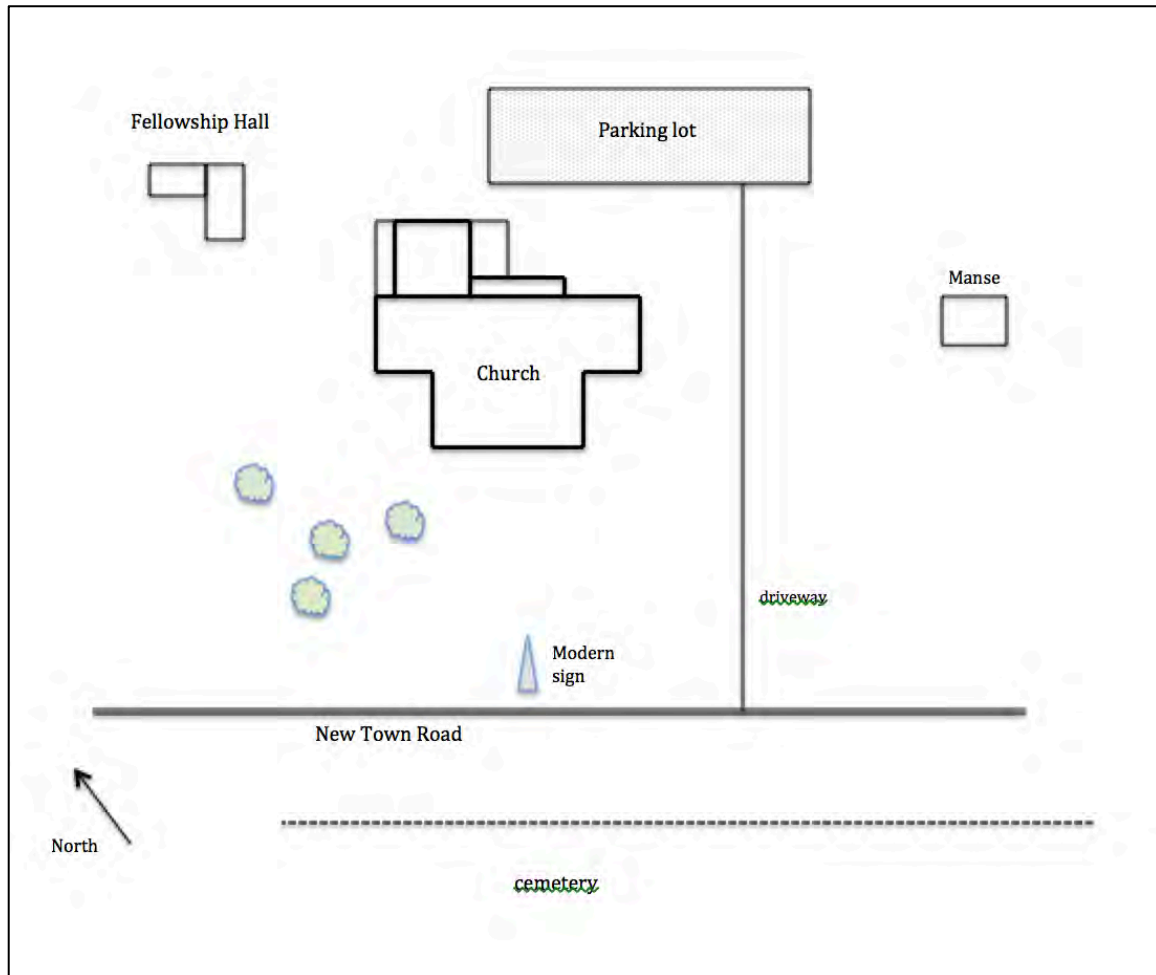 Fellowship Hall
Parking lot
Manse
Church
driveway
Modern
sign
New Town Road
North
cemetery